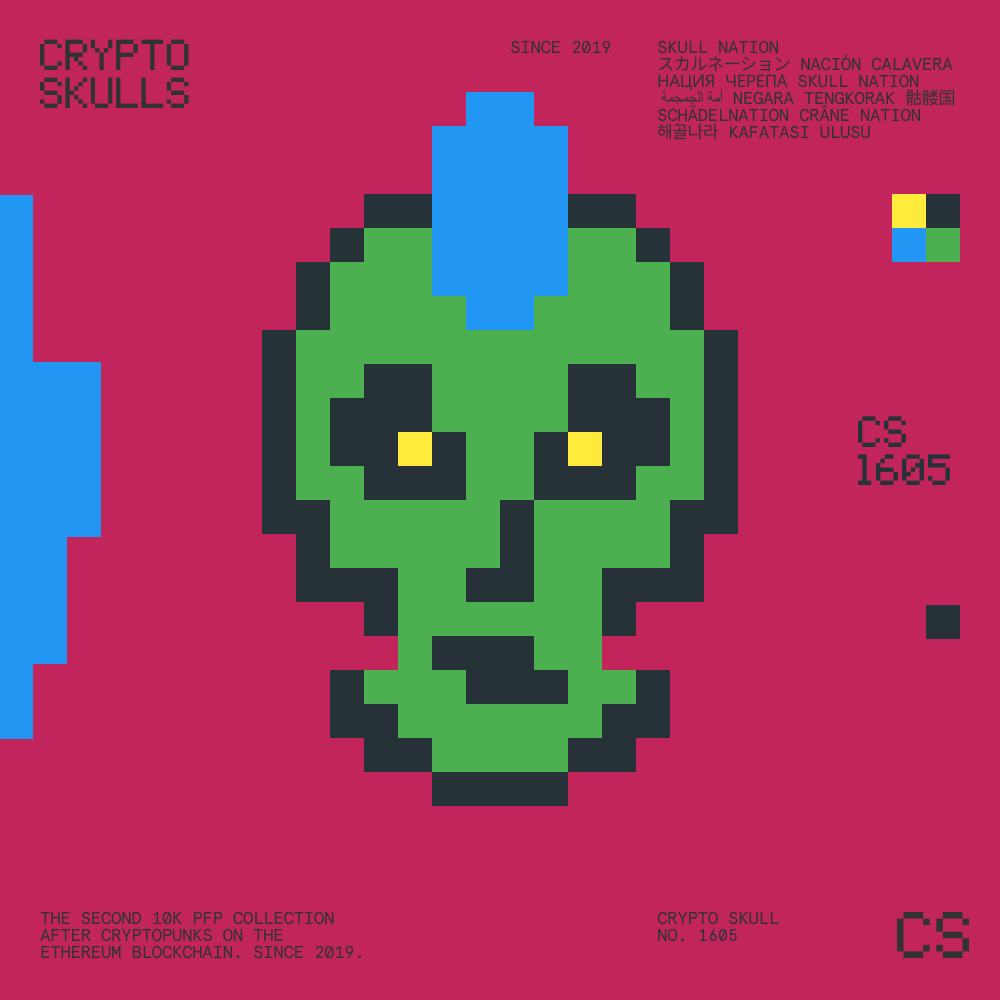 CRYPTO
SKULLS
SINCE 2019
SKULL NATION
スカルネーション NACIÓN CALAVERA
НАЦИЯ ЧЕРЕПА SKULL NATION
أمة الجمجمة NEGARA TENGKORAK 骷髅国
SCHÄDELNATION CRÂNE NATION
해골나라 KAFATASI ULUSU
CS
1605
THE SECOND 10K PFP COLLECTION
AFTER CRYPTOPUNKS ON THE
ETHEREUM BLOCKCHAIN. SINCE 2019.
CRYPTO SKULL
NO. 1605
CS